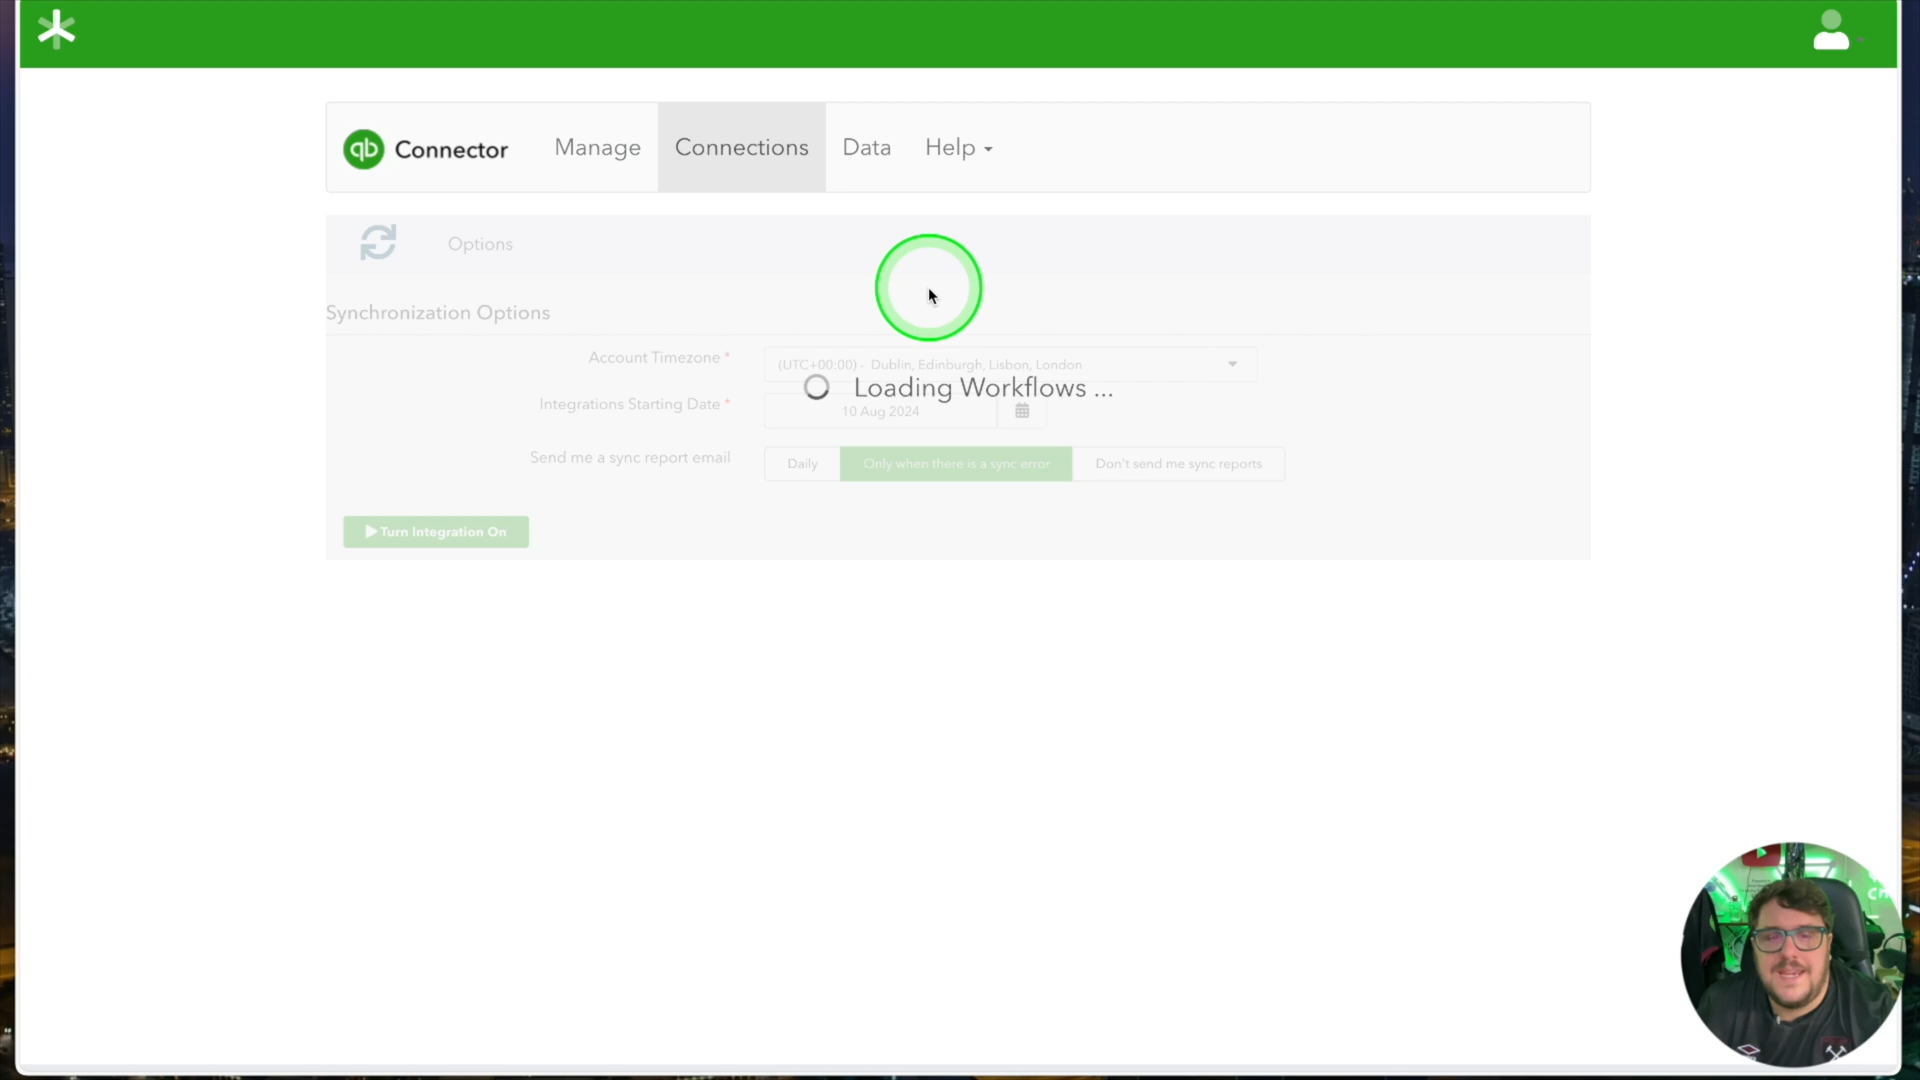 qb Connector Manage Connections Data Help
Options
Synchronization Options
Account Timezone *
(UTC+00:00) - Dublin, Edinburgh, Lisbon, London
Loading Workflows ...
Integrations Starting Date *
10 Aug 2024
Send me a sync report email
Daily Only when there is a sync error Don't send me sync reports
Turn Integration On